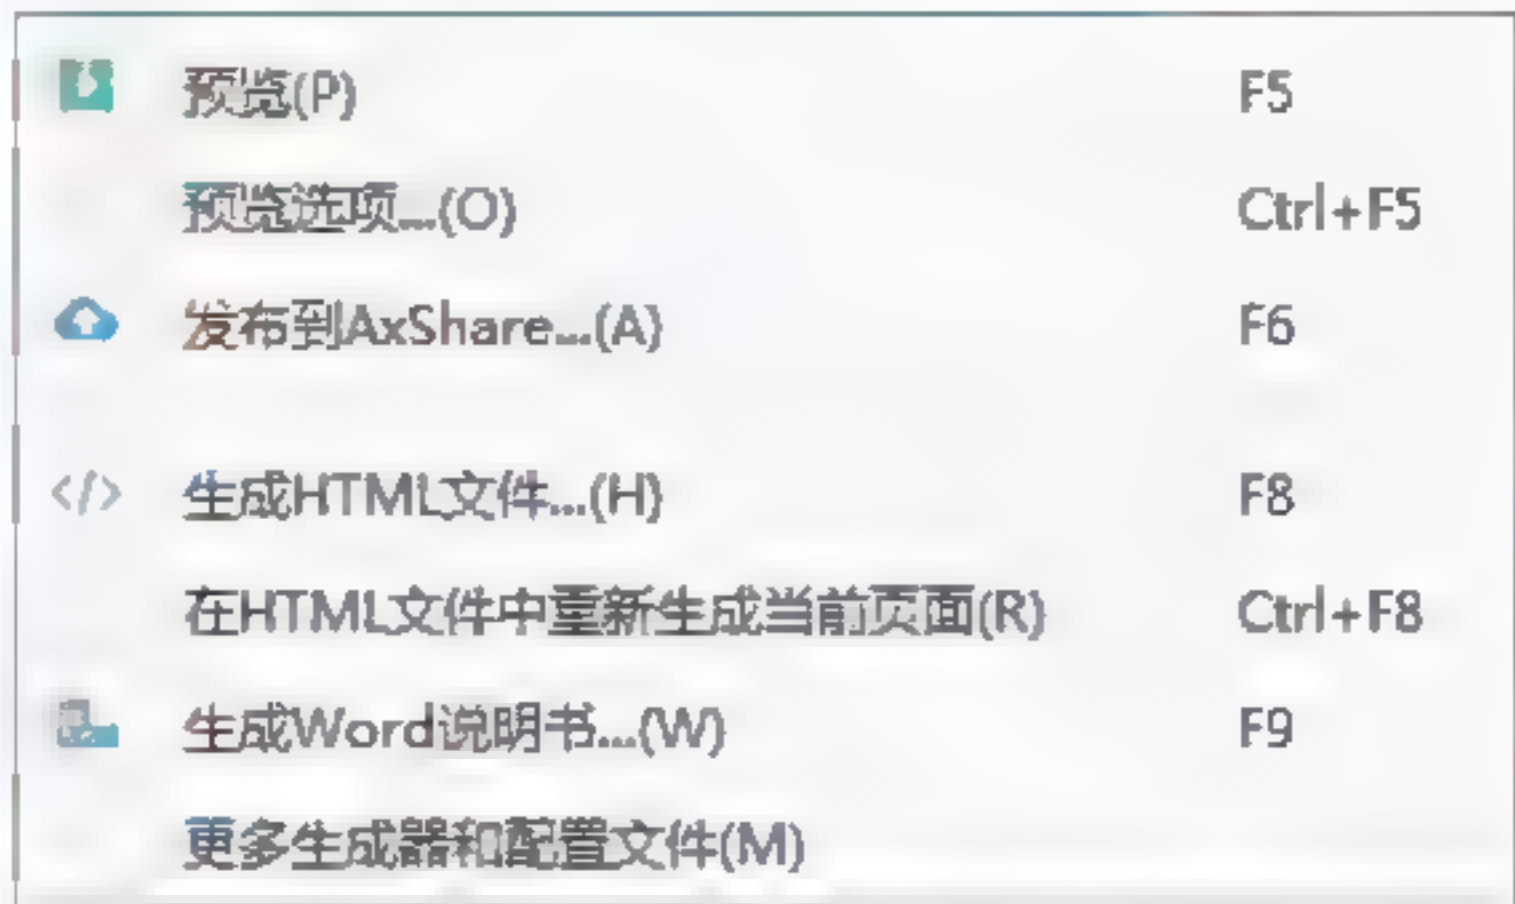 预览(P) F5
预览选项...(O) Ctrl+F5
发布到AxShare...(A) F6
生成HTML文件...(H) F8
在HTML文件中重新生成当前页面(R) Ctrl+F8
生成Word说明书...(W) F9
更多生成器和配置文件(M)